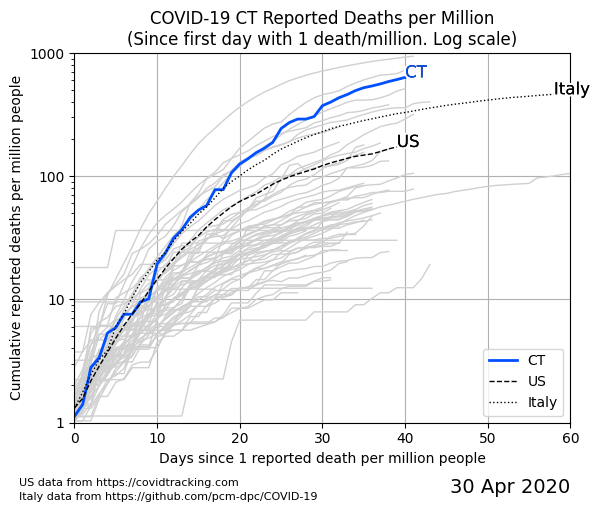 COVID-19 CT Reported Deaths per Million
(Since first day with 1 death/million. Log scale)
Cumulative reported deaths per million people
1000
100
10
1
CT
Italy
US
CT
US
Italy
0 10 20 30 40 50 60
Days since 1 reported death per million people
US data from https://covidtracking.com
Italy data from https://github.com/pcm-dpc/COVID-19
30 Apr 2020